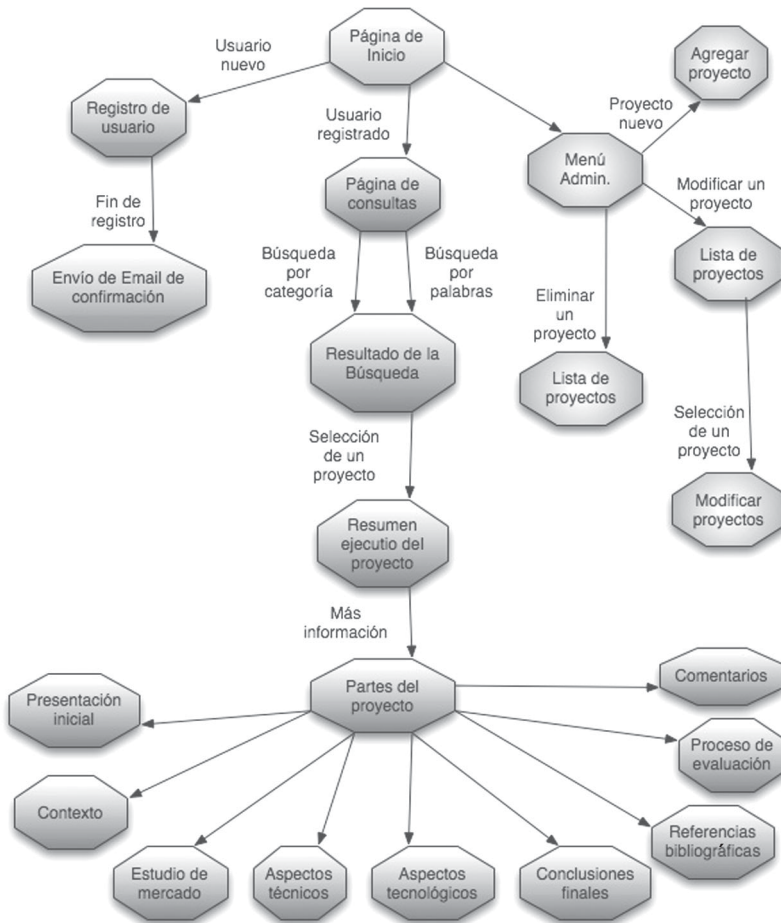 Página de
Inicio
Usuario
nuevo
Agregar
proyecto
Registro de
usuario
Usuario
registrado
Proyecto
nuevo
Menú
Admin.
Página de
consultas
Modificar un
proyecto
Fin de
registro
Envío de Email de
confirmación
Búsqueda
por
categoría
Búsqueda
por
palabras
Lista de
proyectos
Eliminar
un
proyecto
Resultado de la
Búsqueda
Lista de
proyectos
Selección
de un
proyecto
Selección
de un
proyecto
Modificar
proyectos
Resumen
ejecutio del
proyecto
Más
información
Partes del
proyecto
Comentarios
Presentación
inicial
Proceso de
evaluación
Contexto
Referencias
bibliográficas
Estudio de
mercado
Aspectos
técnicos
Aspectos
tecnológicos
Conclusiones
finales